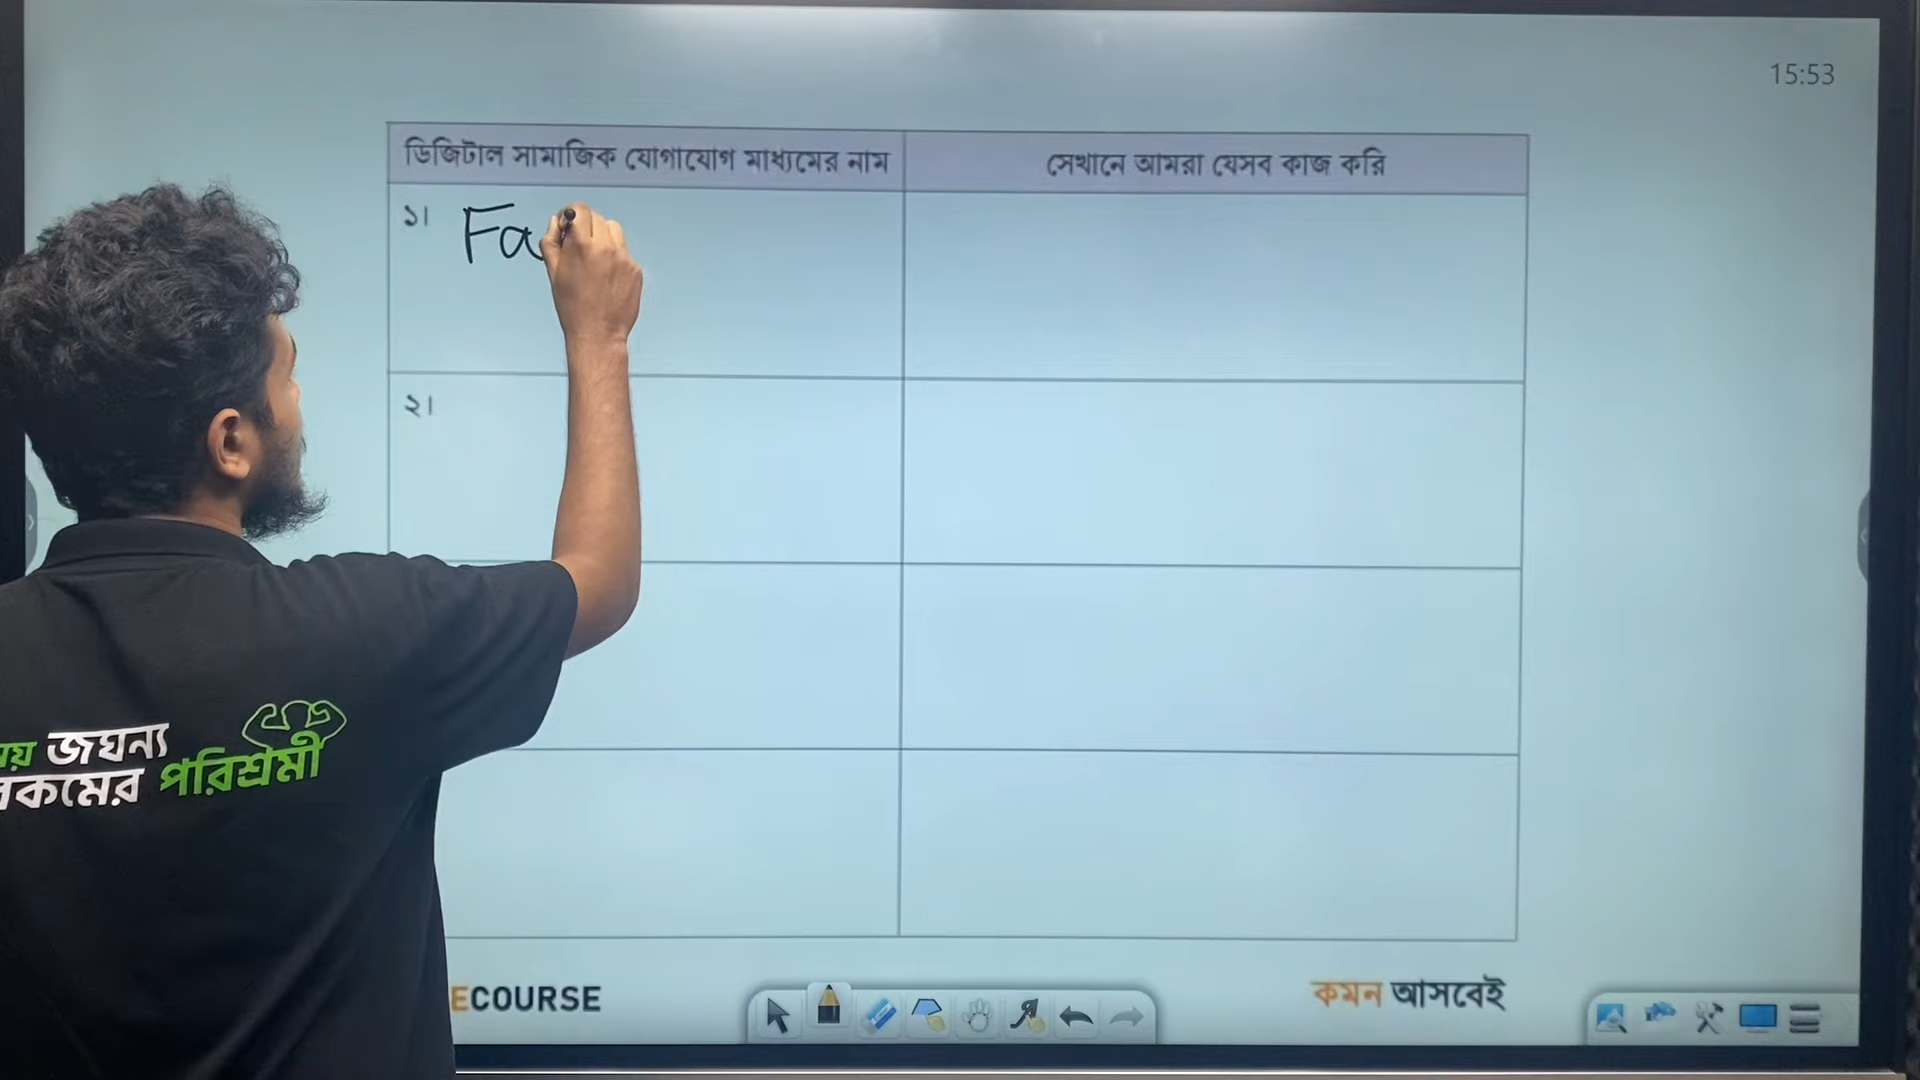 15:53
ডিজিটাল সামাজিক যোগাযোগ মাধ্যমের নাম
সেখানে আমরা যেসব কাজ করি
১। Fa
২।
জঘন্য
রকমের পরিশ্রমী
ECOURSE
কমন আসবেই